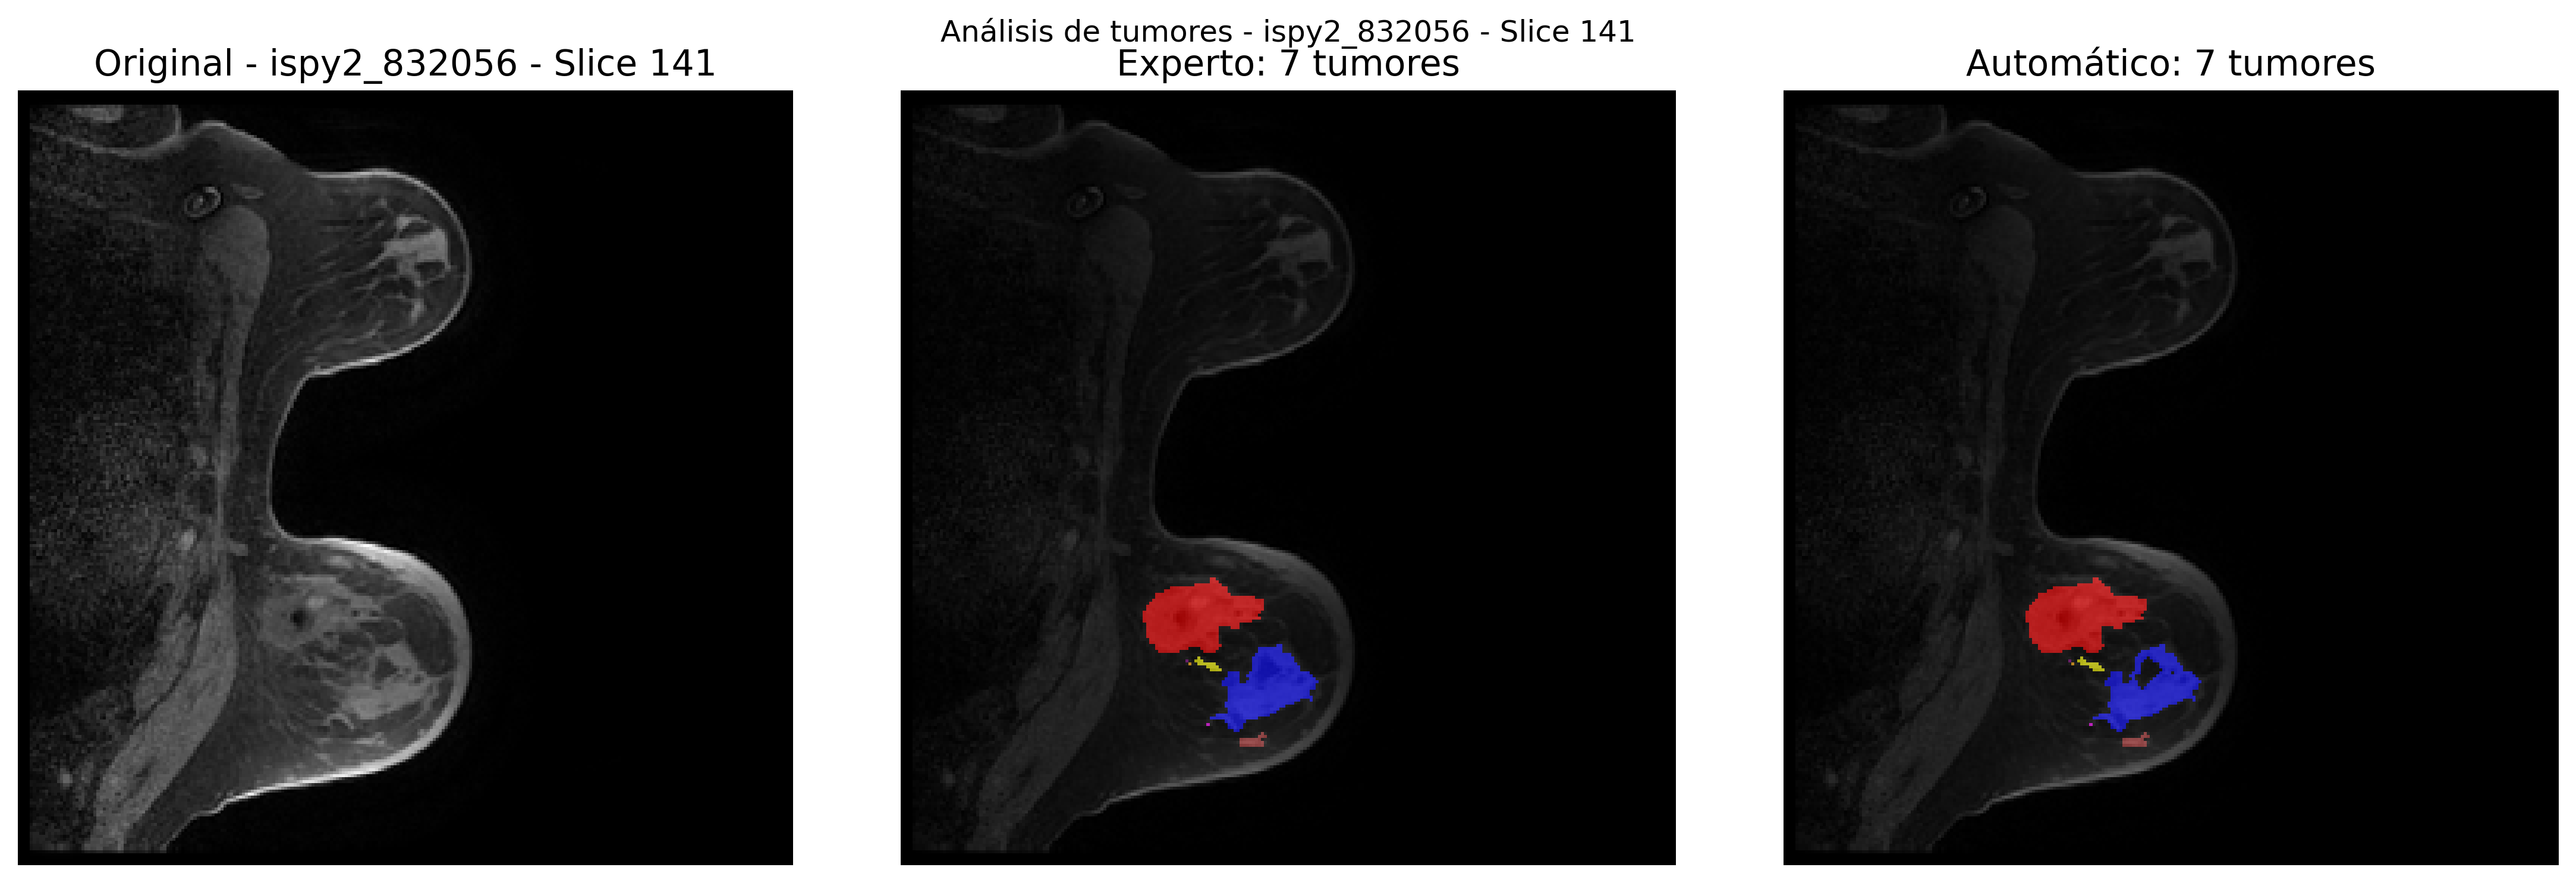 Análisis de tumores - ispy2_832056 - Slice 141
Original - ispy2_832056 - Slice 141
Experto: 7 tumores
Automático: 7 tumores